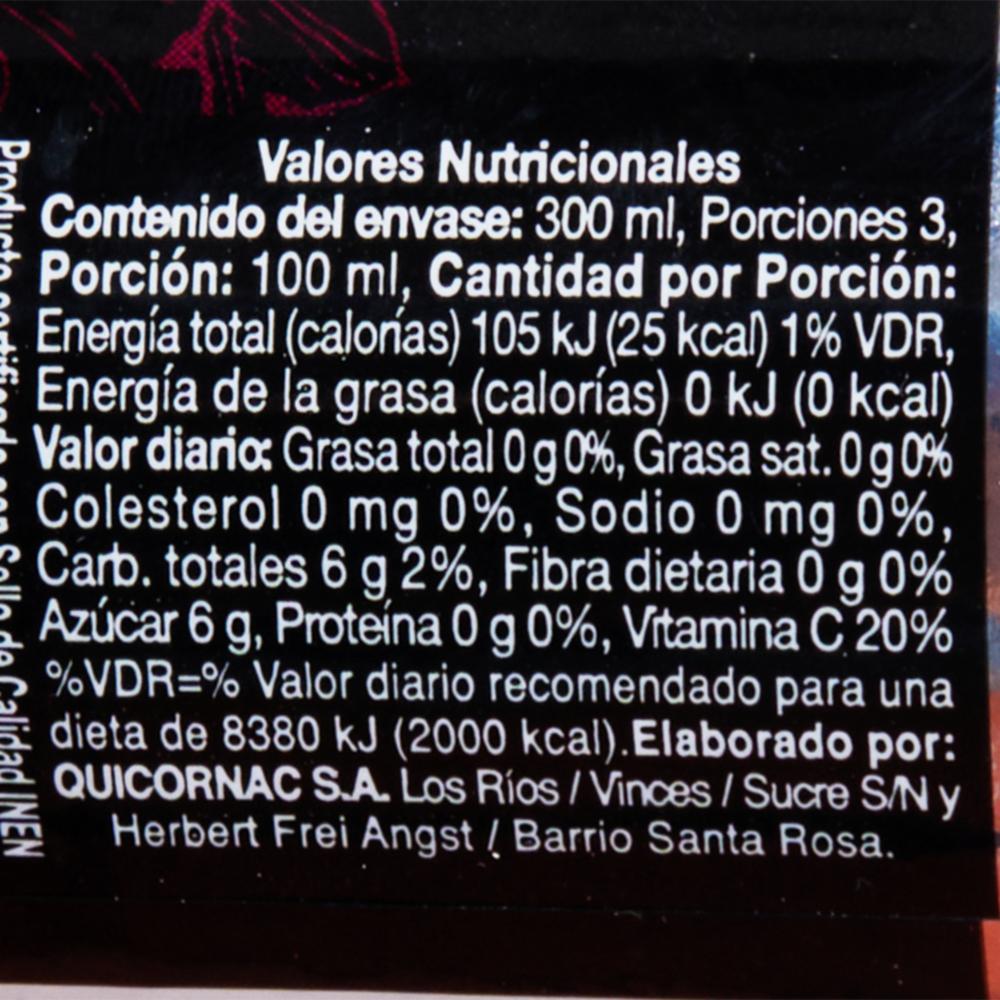 Valores Nutricionales
Contenido del envase: 300 ml, Porciones 3,
Porción: 100 ml, Cantidad por Porción:
Energía total (calorías) 105 kJ (25 kcal) 1% VDR,
Energía de la grasa (calorías) 0 kJ (0 kcal)
Valor diario: Grasa total 0 g 0%, Grasa sat. 0 g 0%
Colesterol 0 mg 0%, Sodio 0 mg 0%,
Carb. totales 6 g 2%, Fibra dietaria 0 g 0%
Azúcar 6 g, Proteína 0 g 0%, Vitamina C 20%
%VDR=% Valor diario recomendado para una
dieta de 8380 kJ (2000 kcal). Elaborado por:
QUICORNAC S.A. Los Ríos / Vinces / Sucre S/N y
Herbert Frei Angst / Barrio Santa Rosa.
Producto certificado con Sello de Calidad INEN